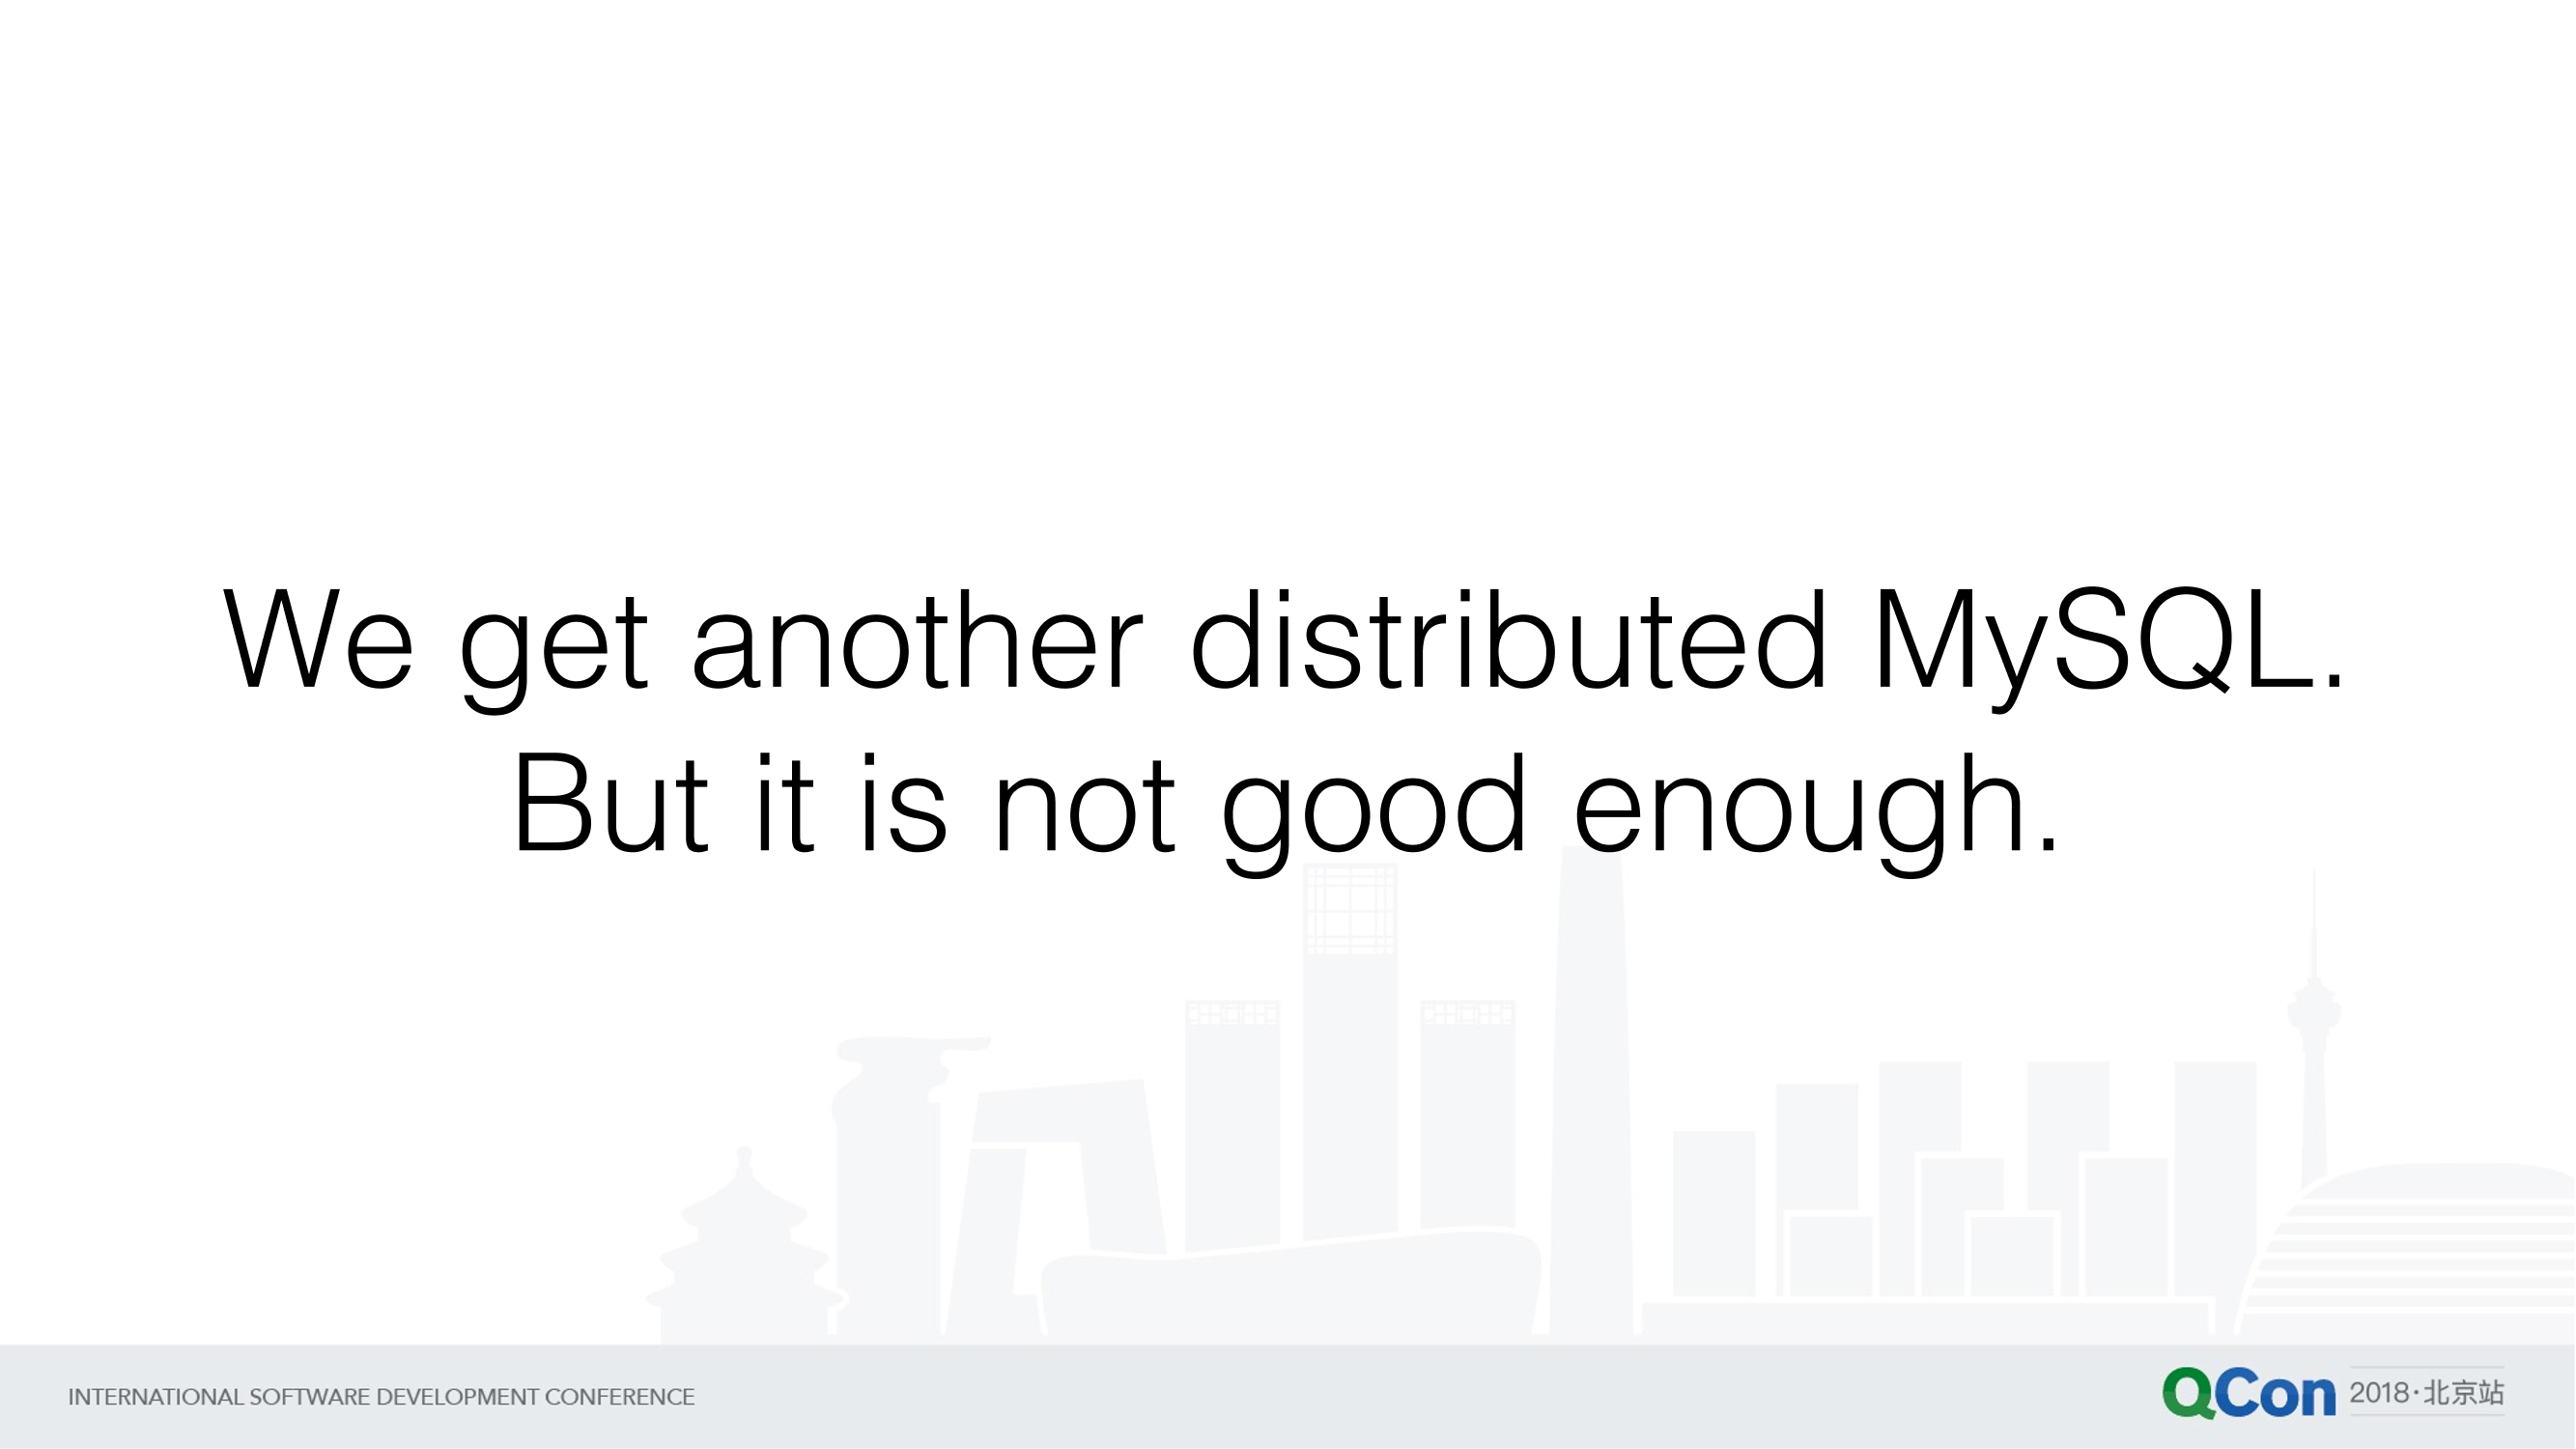 We get another distributed MySQL.
But it is not good enough.
INTERNATIONAL SOFTWARE DEVELOPMENT CONFERENCE
QCon 2018·北京站